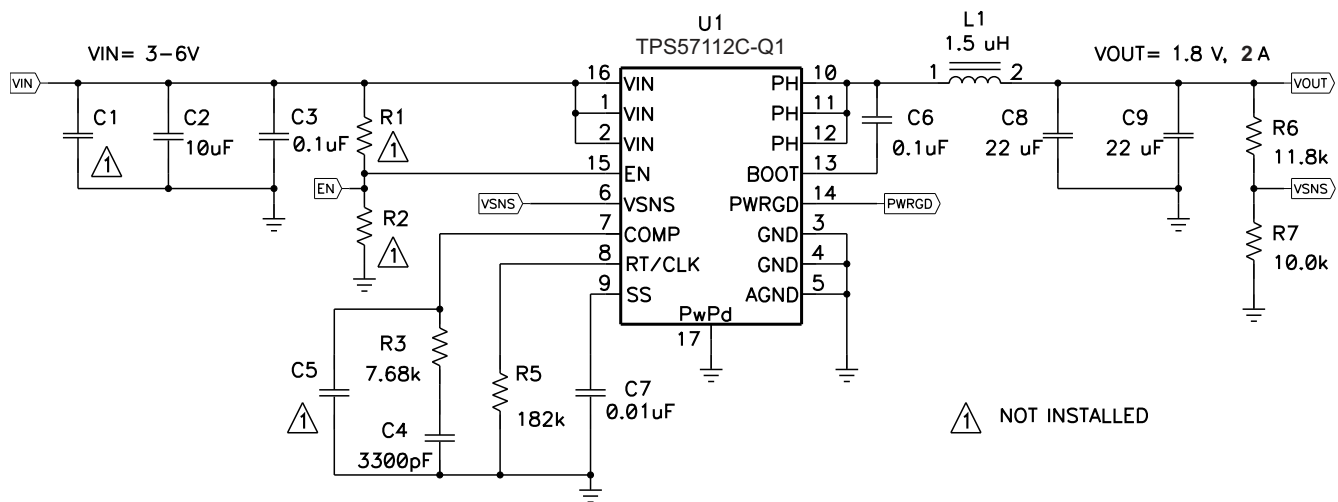 U1
TPS57112C-Q1
L1
1.5 uH
VIN= 3-6V
VOUT= 1.8 V, 2 A
VIN
C1
1
C2
10uF
C3
0.1uF
R1
1
EN
R2
1
VSNS
16 VIN
1 VIN
2 VIN
15 EN
6 VSNS
7 COMP
8 RT/CLK
9 SS
PwPd
17
PH 10
PH 11
PH 12
BOOT 13
PWRGD 14
GND 3
GND 4
AGND 5
PWRGD
1 2
C6
0.1uF
C8
22 uF
C9
22 uF
VOUT
R6
11.8k
VSNS
R7
10.0k
C5
1
R3
7.68k
C4
3300pF
R5
182k
C7
0.01uF
1 NOT INSTALLED